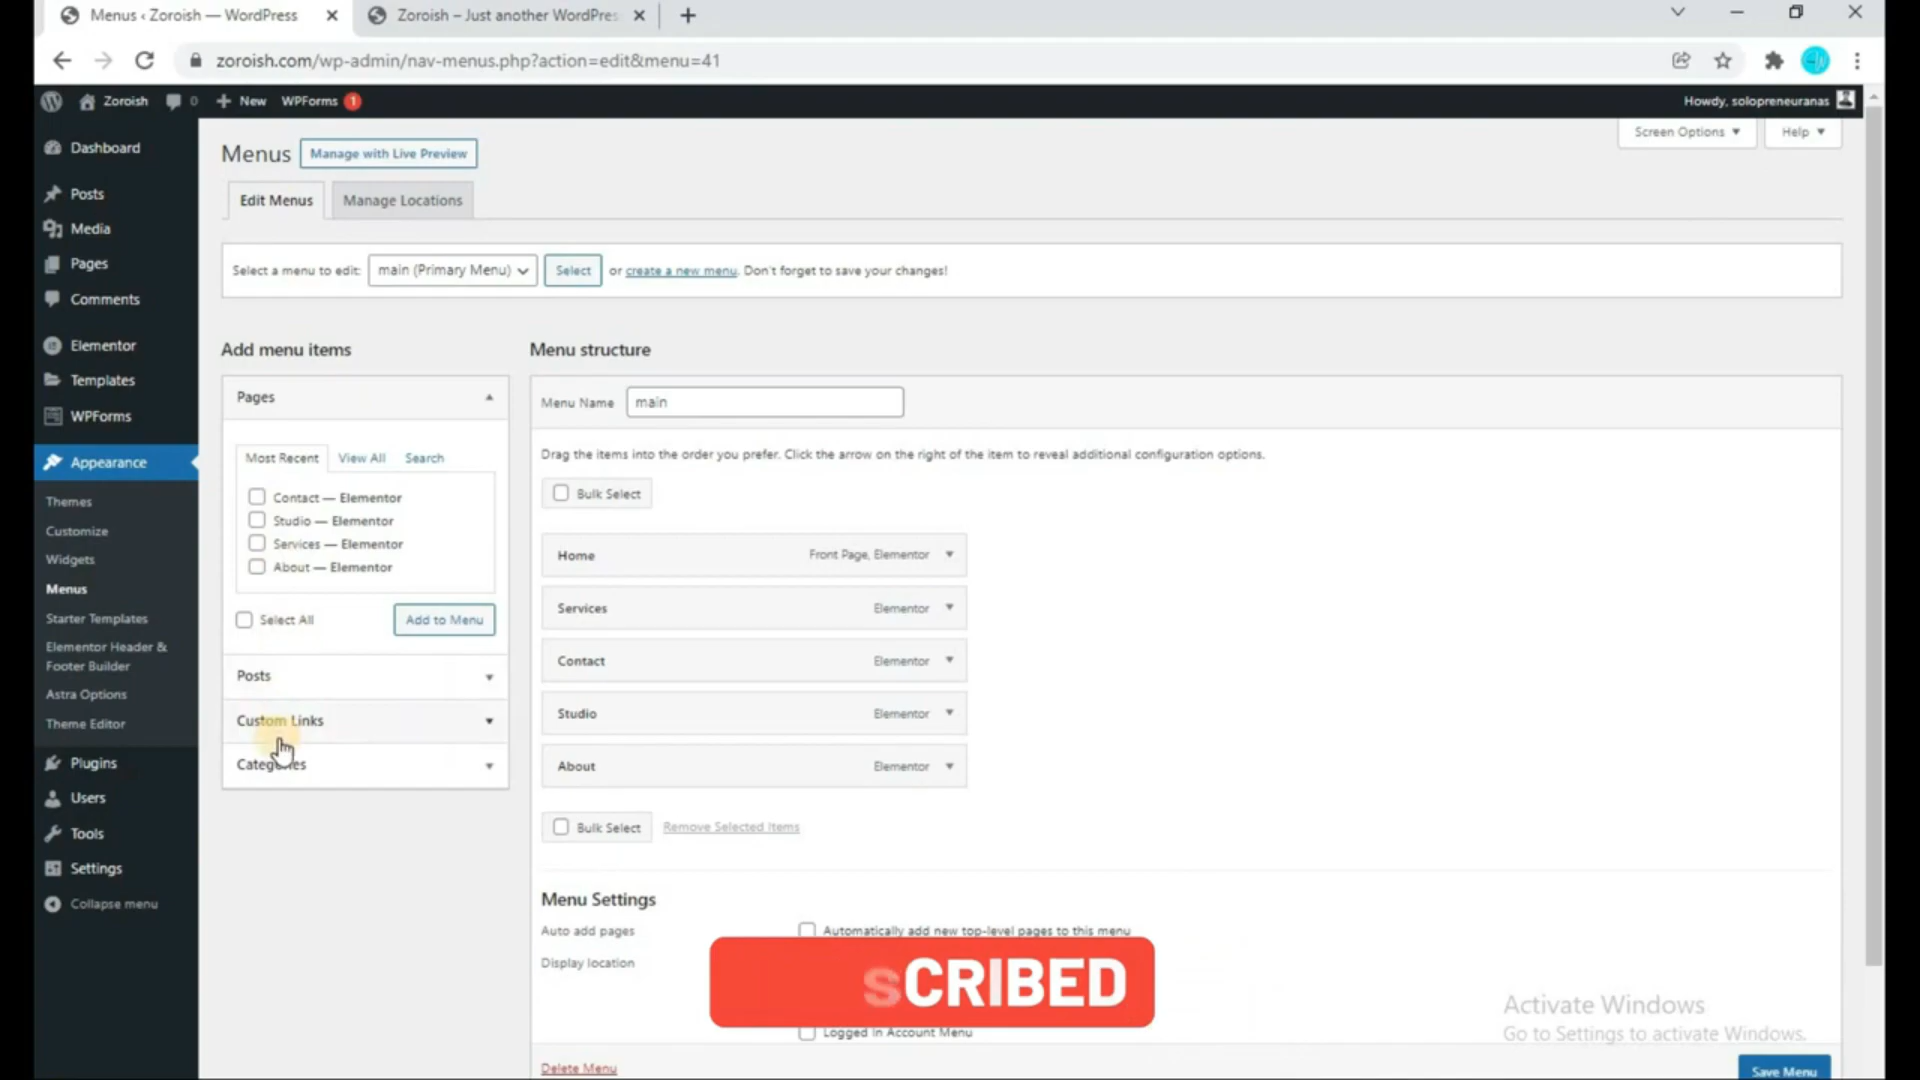 Menus ‹ Zoroish — WordPress
Zoroish – Just another WordPres
zoroish.com/wp-admin/nav-menus.php?action=edit&menu=41
Zoroish
0
New
WPForms 1
Howdy, solopreneuranas
Screen Options
Help
Dashboard
Posts
Media
Pages
Comments
Elementor
Templates
WPForms
Appearance
Themes
Customize
Widgets
Menus
Starter Templates
Elementor Header &
Footer Builder
Astra Options
Theme Editor
Plugins
Users
Tools
Settings
Collapse menu
Menus
Manage with Live Preview
Edit Menus
Manage Locations
Select a menu to edit:
main (Primary Menu)
Select
or create a new menu. Don't forget to save your changes!
Add menu items
Pages
Most Recent
View All
Search
Contact — Elementor
Studio — Elementor
Services — Elementor
About — Elementor
Select All
Add to Menu
Posts
Custom Links
Categories
Menu structure
Menu Name
main
Drag the items into the order you prefer. Click the arrow on the right of the item to reveal additional configuration options.
Bulk Select
Home
Front Page, Elementor
Services
Elementor
Contact
Elementor
Studio
Elementor
About
Elementor
Bulk Select
Remove Selected Items
Menu Settings
Auto add pages
Automatically add new top-level pages to this menu
Display location
SCRIBED
Logged In Account Menu
Delete Menu
Save Menu
Activate Windows
Go to Settings to activate Windows.